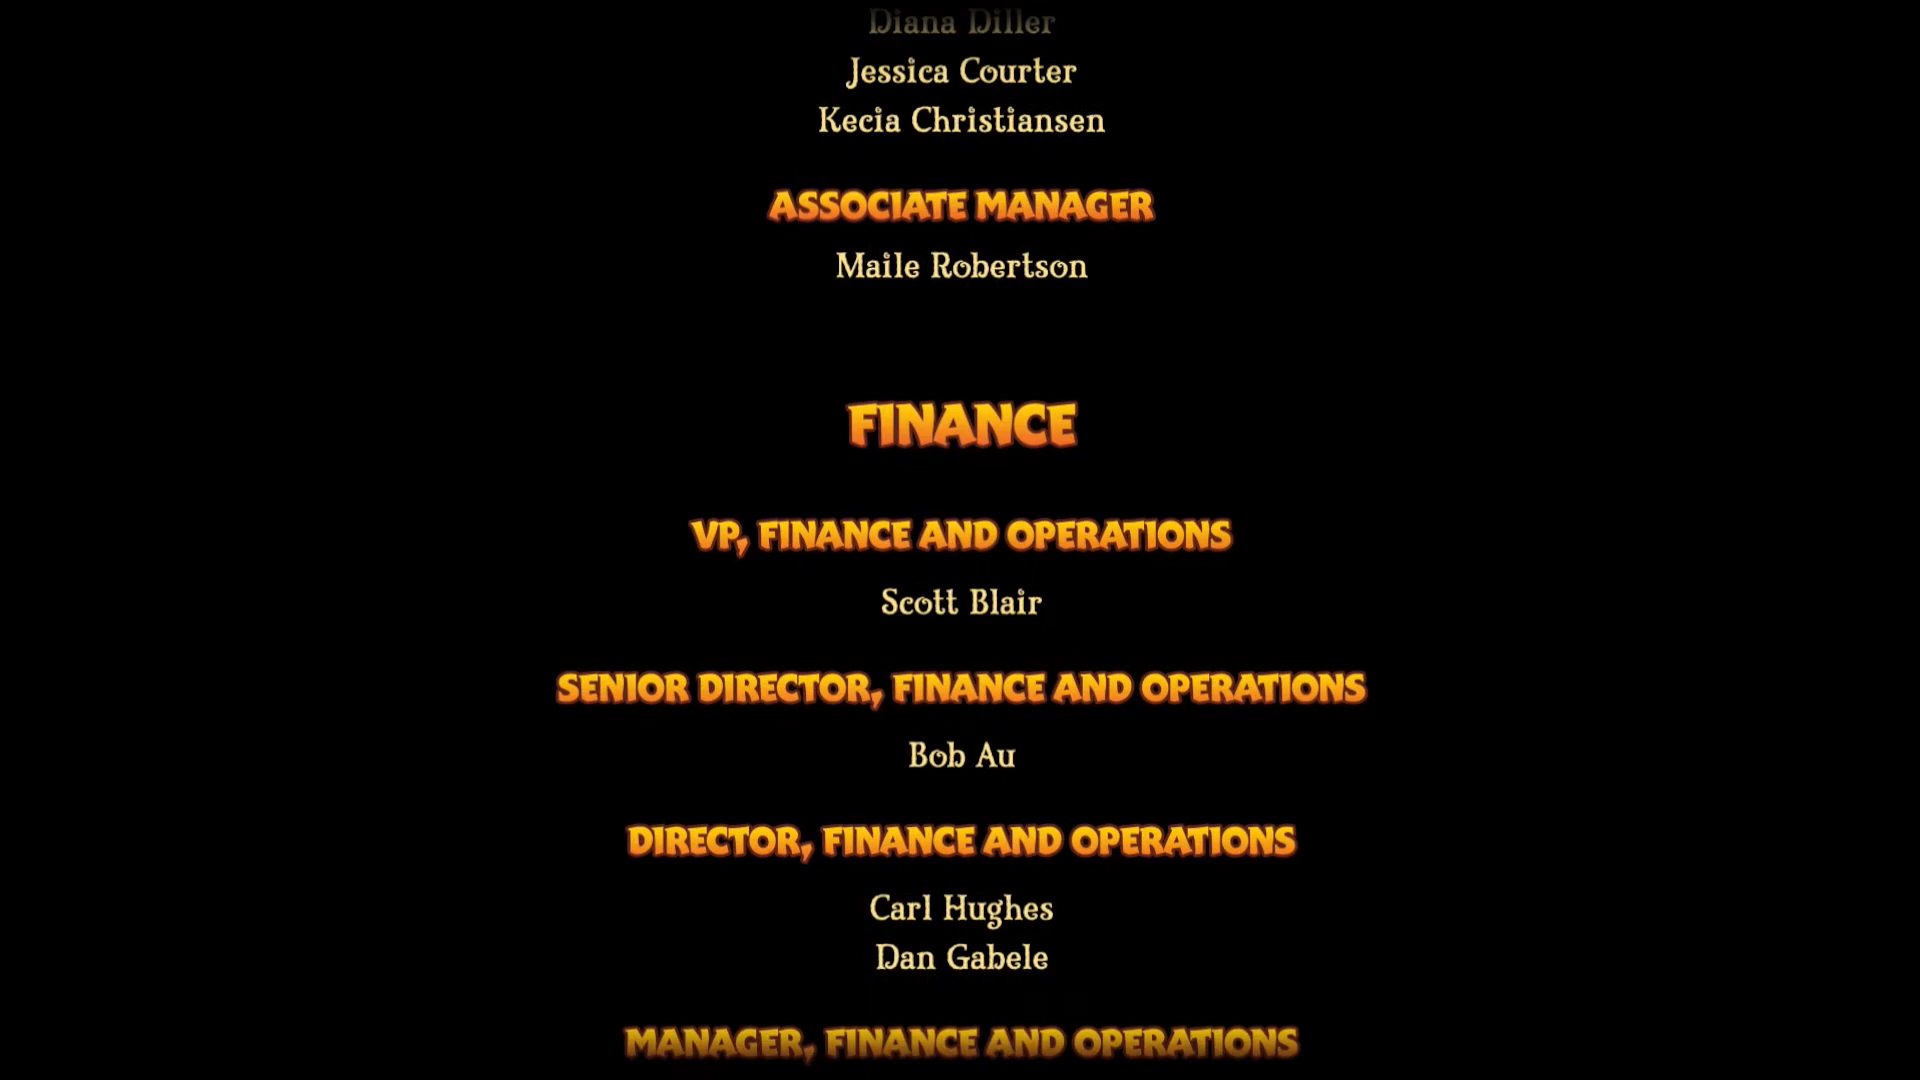 Diana Diller
Jessica Courter
Kecia Christiansen
ASSOCIATE MANAGER
Maile Robertson
FINANCE
VP, FINANCE AND OPERATIONS
Scott Blair
SENIOR DIRECTOR, FINANCE AND OPERATIONS
Bob Au
DIRECTOR, FINANCE AND OPERATIONS
Carl Hughes
Dan Gabele
MANAGER, FINANCE AND OPERATIONS